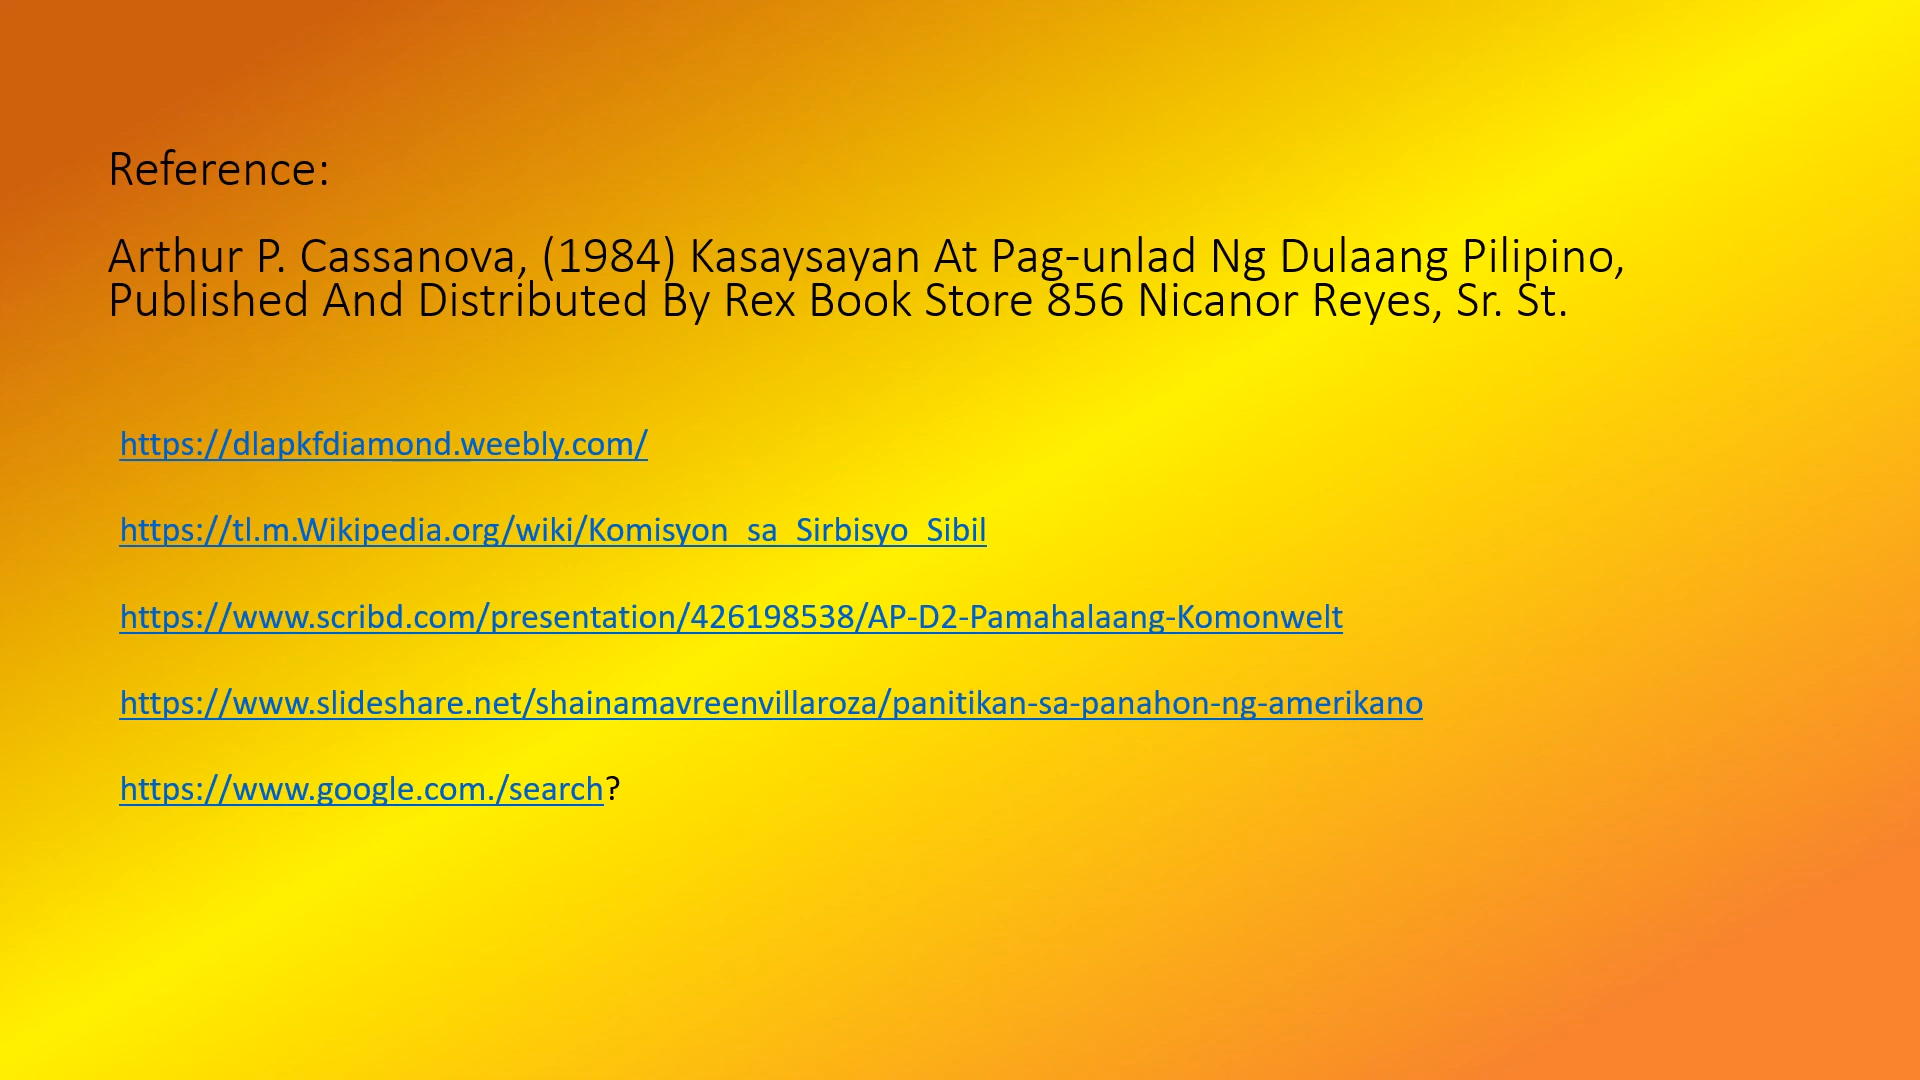 Reference:
Arthur P. Cassanova, (1984) Kasaysayan At Pag-unlad Ng Dulaang Pilipino,
Published And Distributed By Rex Book Store 856 Nicanor Reyes, Sr. St.
https://dlapkfdiamond.weebly.com/
https://tl.m.Wikipedia.org/wiki/Komisyon_sa_Sirbisyo_Sibil
https://www.scribd.com/presentation/426198538/AP-D2-Pamahalaang-Komonwelt
https://www.slideshare.net/shainamavreenvillaroza/panitikan-sa-panahon-ng-amerikano
https://www.google.com./search?